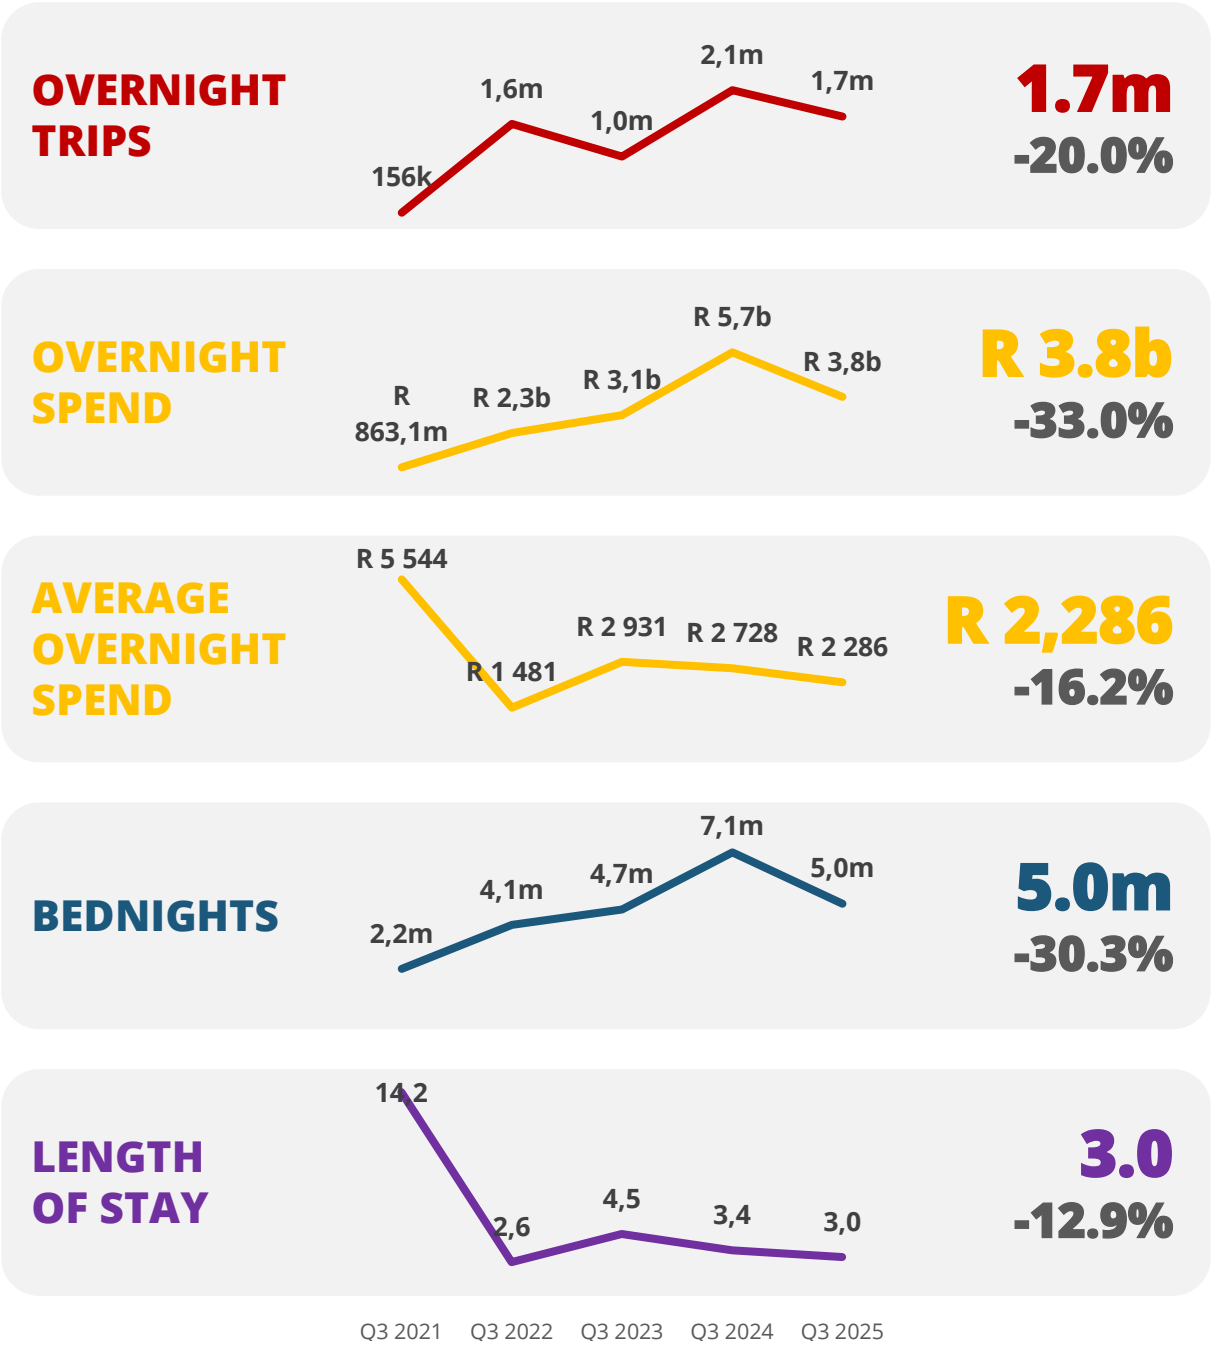 OVERNIGHT
TRIPS
156k
1,6m
1,0m
2,1m
1,7m
1.7m
-20.0%
OVERNIGHT
SPEND
R
863,1m
R 2,3b
R 3,1b
R 5,7b
R 3,8b
R 3.8b
-33.0%
AVERAGE
OVERNIGHT
SPEND
R 5 544
R 1 481
R 2 931
R 2 728
R 2 286
R 2,286
-16.2%
BEDNIGHTS
2,2m
4,1m
4,7m
7,1m
5,0m
5.0m
-30.3%
LENGTH
OF STAY
14,2
2,6
4,5
3,4
3,0
3.0
-12.9%
Q3 2021 Q3 2022 Q3 2023 Q3 2024 Q3 2025